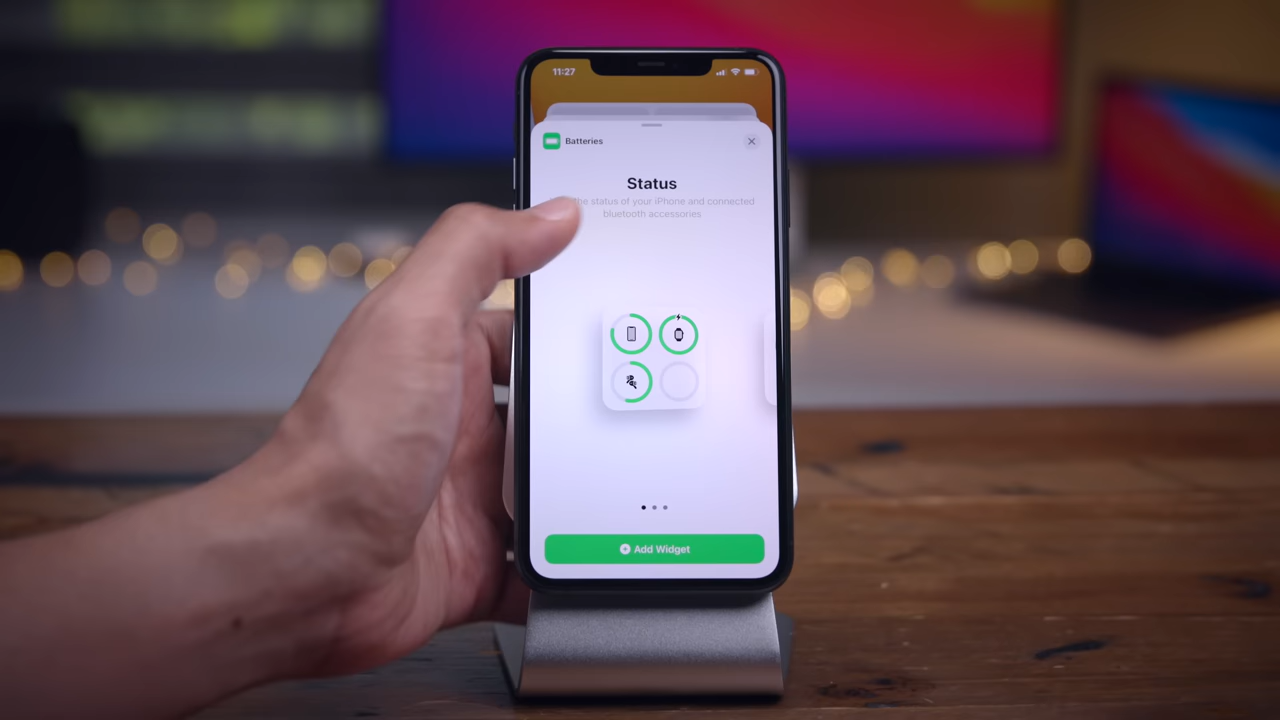 11:27
Batteries
Status
the status of your iPhone and connected
bluetooth accessories
Add Widget